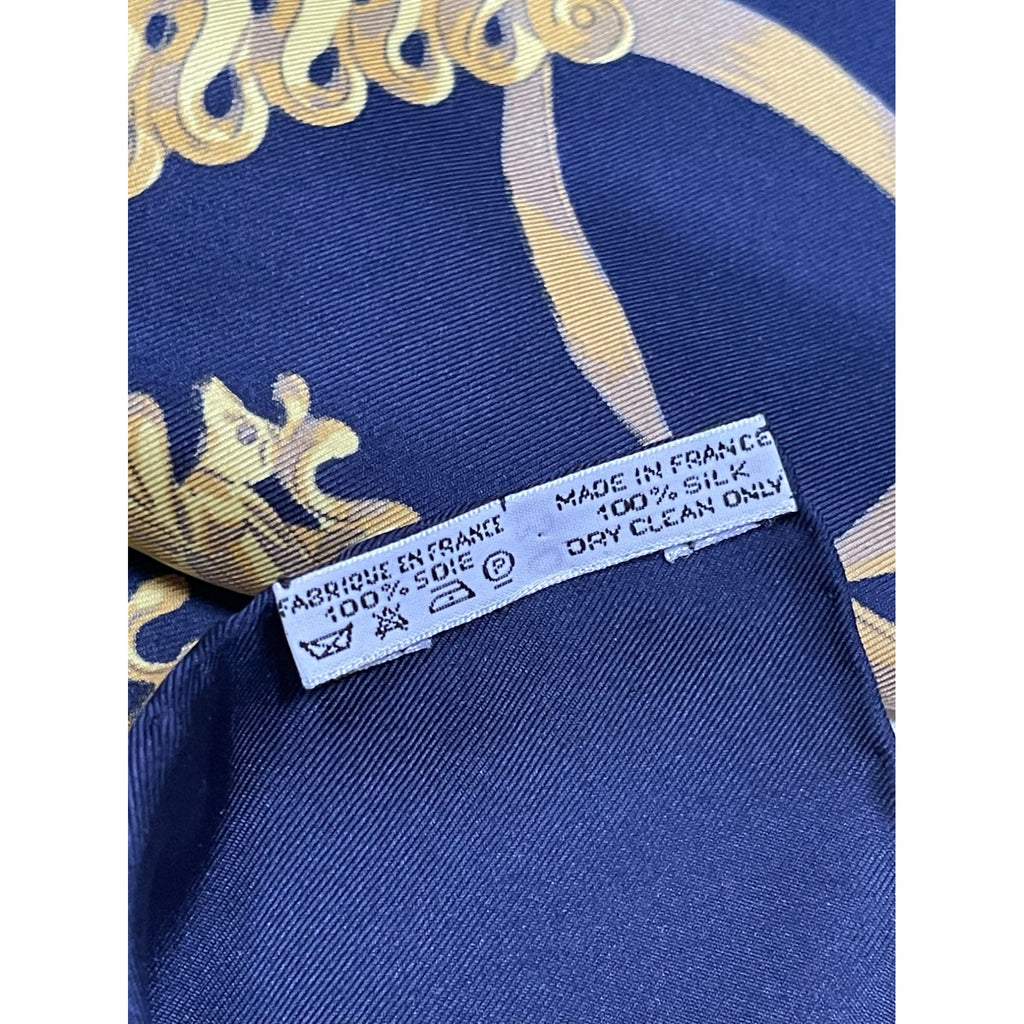 FABRIQUE EN FRANCE
100% SOIE
P
MADE IN FRANCE
100% SILK
DRY CLEAN ONLY